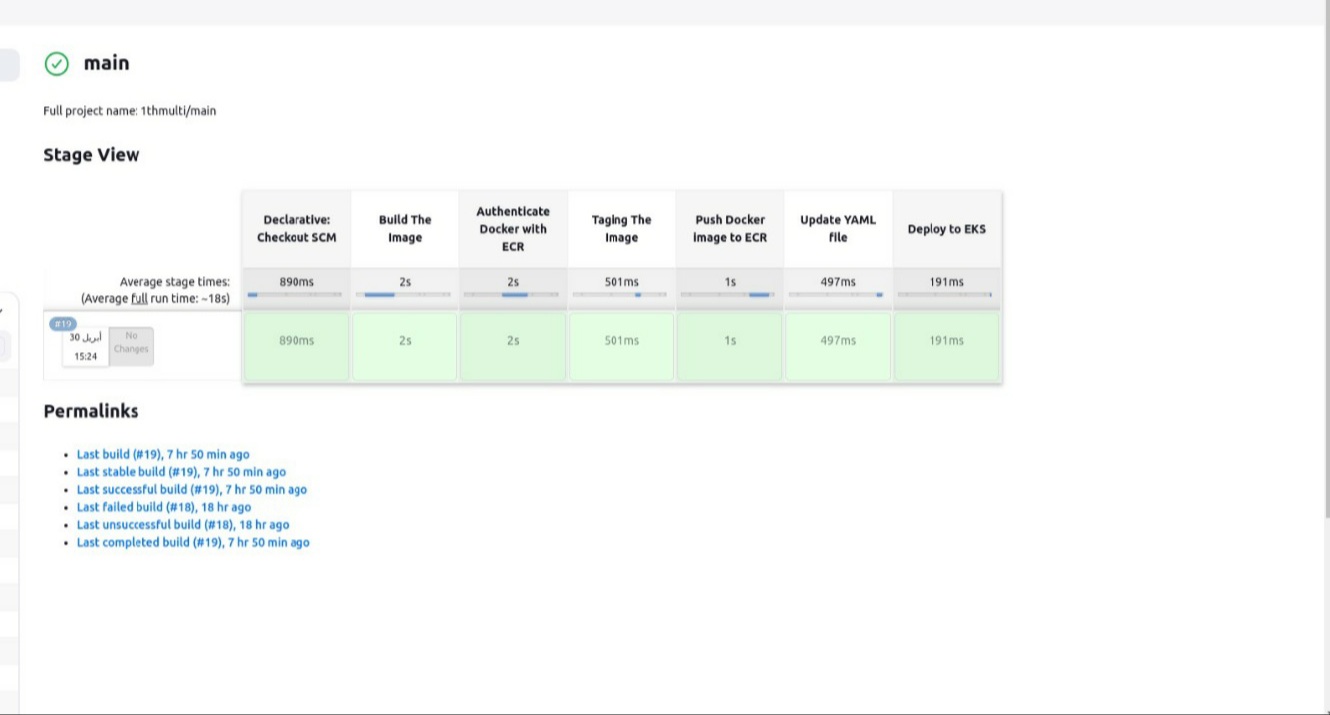 main
Full project name: 1thmulti/main
Stage View
Declarative:
Checkout SCM
Build The
Image
Authenticate
Docker with
ECR
Taging The
Image
Push Docker
image to ECR
Update YAML
file
Deploy to EKS
Average stage times:
(Average full run time: ~18s)
890ms 2s 2s 501ms 1s 497ms 191ms
#19
30 أبريل
15:24
No
Changes
890ms 2s 2s 501ms 1s 497ms 191ms
Permalinks
• Last build (#19), 7 hr 50 min ago
• Last stable build (#19), 7 hr 50 min ago
• Last successful build (#19), 7 hr 50 min ago
• Last failed build (#18), 18 hr ago
• Last unsuccessful build (#18), 18 hr ago
• Last completed build (#19), 7 hr 50 min ago